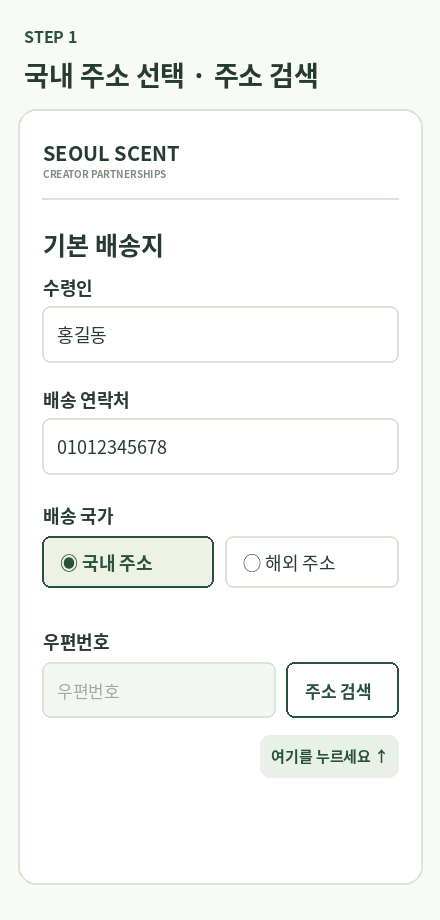 STEP 1
국내 주소 선택 · 주소 검색
SEOUL SCENT
CREATOR PARTNERSHIPS
기본 배송지
수령인
홍길동
배송 연락처
01012345678
배송 국가
◉ 국내 주소
○ 해외 주소
우편번호
우편번호
주소 검색
여기를 누르세요 ↑